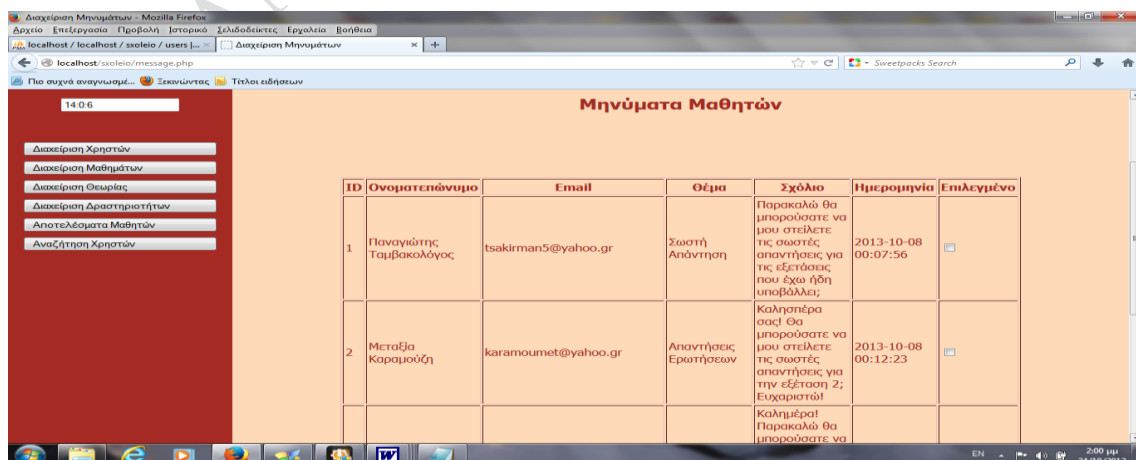 Διαχείριση Μηνυμάτων - Mozilla Firefox
Αρχείο Επεξεργασία Προβολή Ιστορικό Σελιδοδείκτες Εργαλεία Βοήθεια
localhost / localhost / sxoleio / users |... Διαχείριση Μηνυμάτων
localhost/sxoleio/message.php Sweetpacks Search
Πιο συχνά αναγνωσμέ... Ξεκινώντας Τίτλοι ειδήσεων
14:0:6
Μηνύματα Μαθητών
Διαχείριση Χρηστών
Διαχείριση Μαθημάτων
Διαχείριση Θεωρίας
Διαχείριση Δραστηριοτήτων
Αποτελέσματα Μαθητών
Αναζήτηση Χρηστών
ID Ονοματεπώνυμο Email Θέμα Σχόλιο Ημερομηνία Επιλεγμένο
1
Παναγιώτης
Ταμβακολόγος
tsakirman5@yahoo.gr
Σωστή
Απάντηση
Παρακαλώ θα
μπορούσατε να
μου στείλετε
τις σωστές
απαντήσεις για
τις εξετάσεις
που έχω ήδη
υποβάλλει;
2013-10-08
00:07:56
2
Μεταξία
Καραμούζη
karamoumet@yahoo.gr
Απαντήσεις
Ερωτήσεων
Καλησπέρα
σας! Θα
μπορούσατε να
μου στείλετε
τις σωστές
απαντήσεις για
την εξέταση 2;
Ευχαριστώ!
2013-10-08
00:12:23
Καλημέρα!
Παρακαλώ θα
μπορούσατε να
EN 2:00 μμ